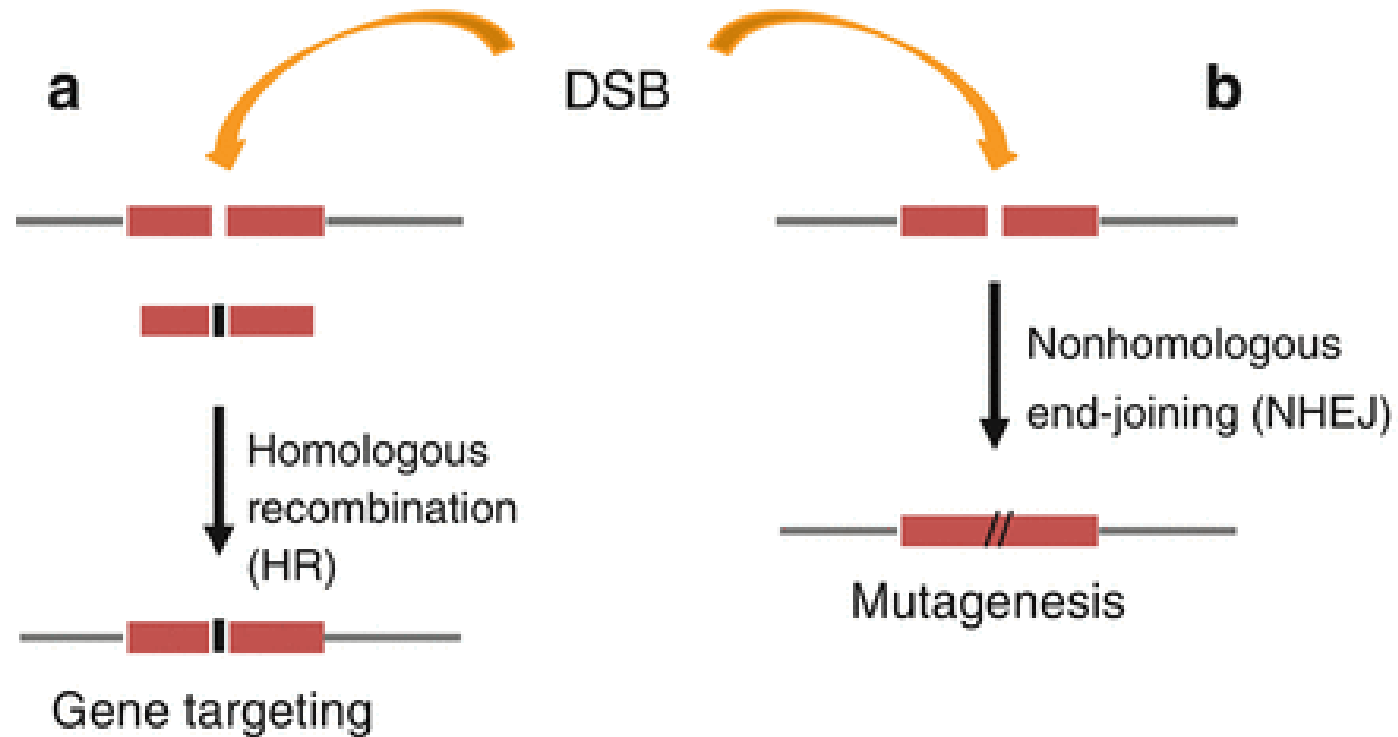 a
DSB
b
Nonhomologous
end-joining (NHEJ)
Homologous
recombination
(HR)
Mutagenesis
Gene targeting